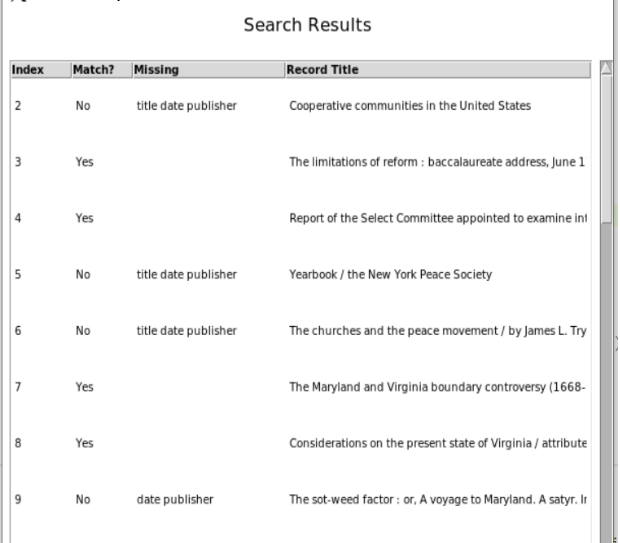 Search Results
Index Match? Missing Record Title
2 No title date publisher Cooperative communities in the United States
3 Yes The limitations of reform : baccalaureate address, June 1
4 Yes Report of the Select Committee appointed to examine int
5 No title date publisher Yearbook / the New York Peace Society
6 No title date publisher The churches and the peace movement / by James L. Try
7 Yes The Maryland and Virginia boundary controversy (1668-
8 Yes Considerations on the present state of Virginia / attribute
9 No date publisher The sot-weed factor : or, A voyage to Maryland. A satyr. Ir